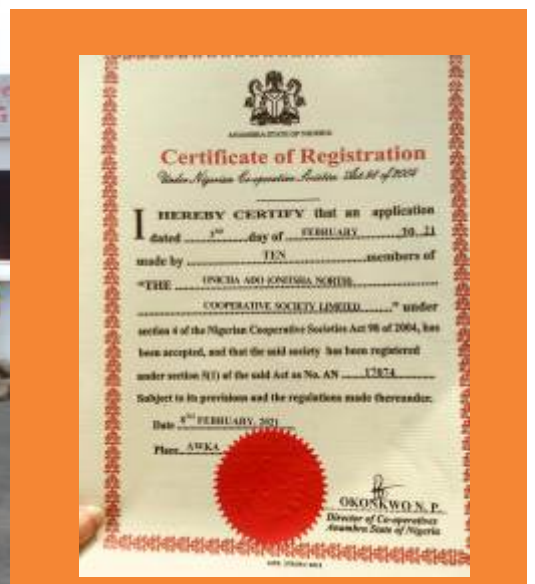 ANAMBRA STATE OF NIGERIA
Certificate of Registration
Under Nigerian Co-operative Societies Act 98 of 2004
I HEREBY CERTIFY that an application
dated 3RD day of FEBRUARY 20 21
made by TEN members of
"THE ONICHA ADO (ONITSHA NORTH)
COOPERATIVE SOCIETY LIMITED " under
section 4 of the Nigerian Cooperative Societies Act 98 of 2004, has
been accepted, and that the said society has been registered
under section 5(1) of the said Act as No. AN 17074
Subject to its provisions and the regulations made thereunder.
Date 8TH FEBRUARY, 2021
Place AWKA
OKONKWO N. P.
Director of Co-operatives
Anambra State of Nigeria